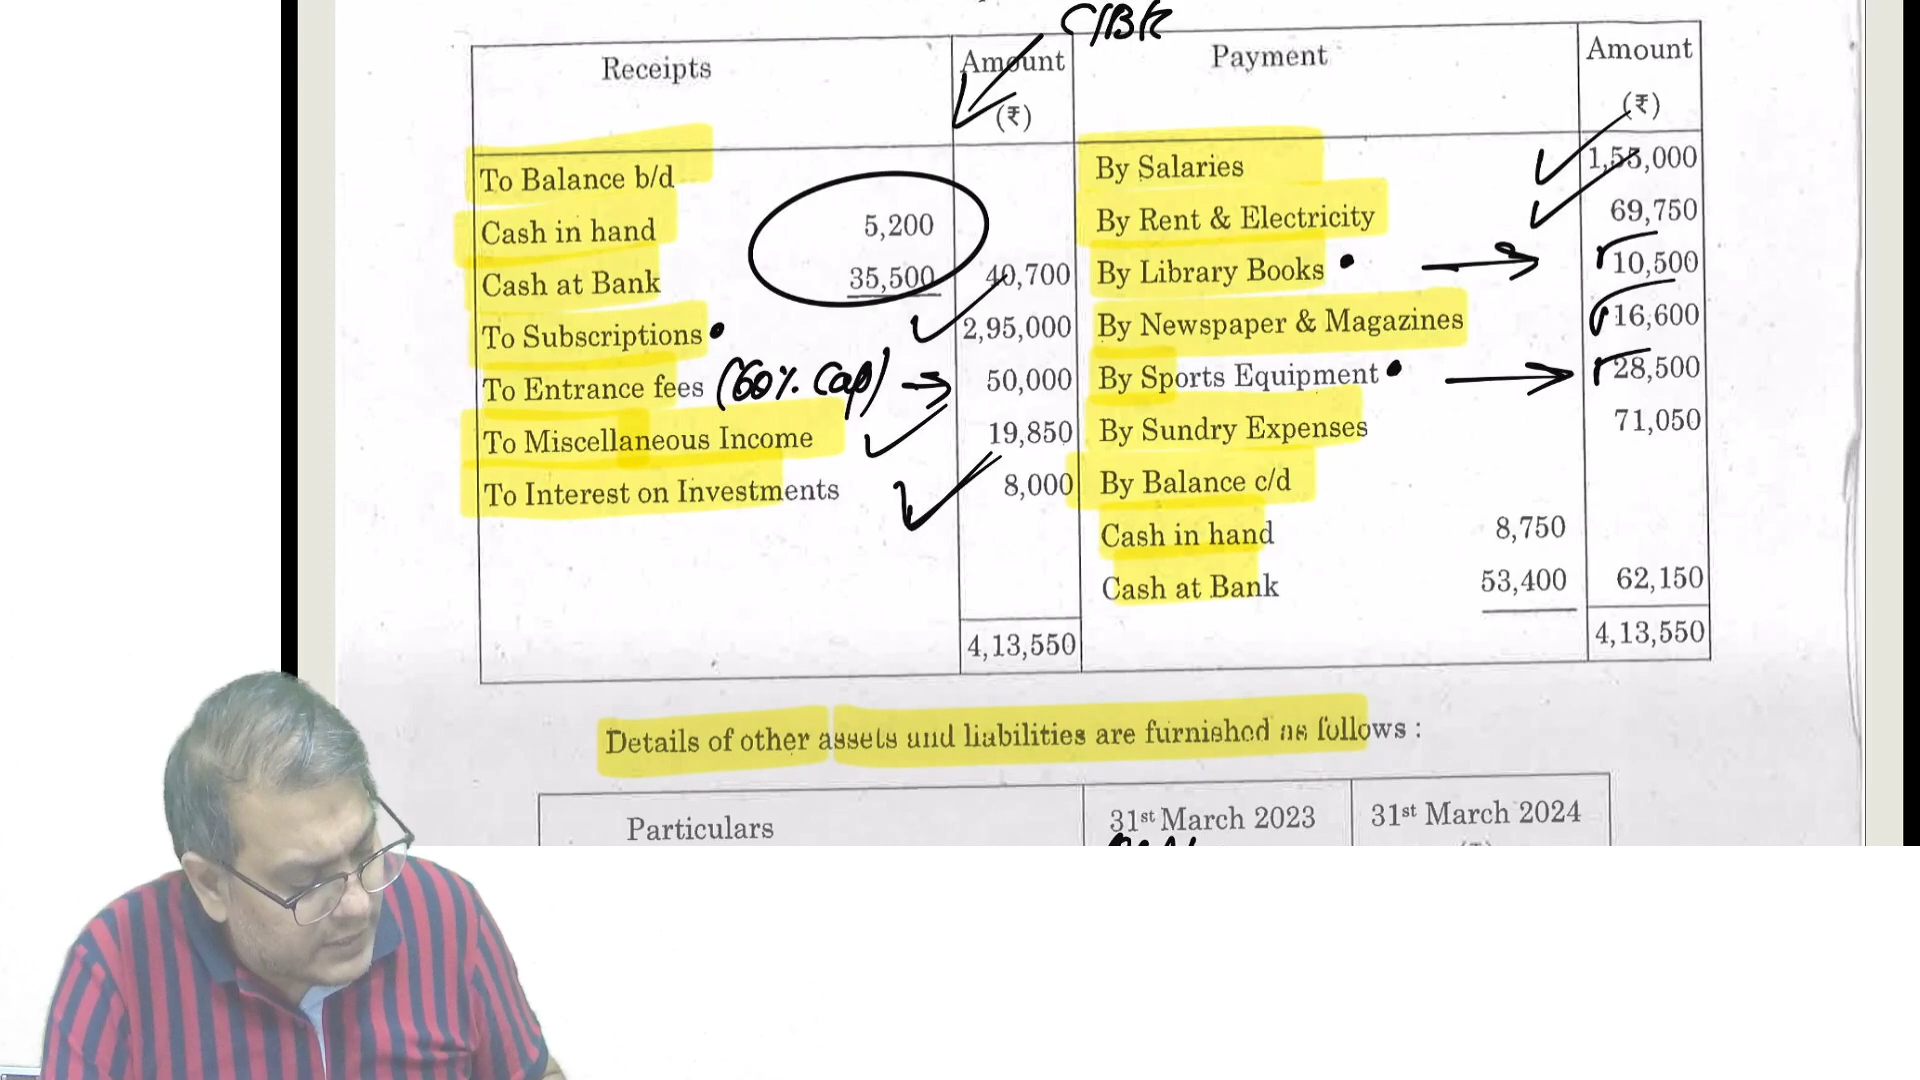 C/BK
Receipts Amount (₹) Payment Amount (₹)
To Balance b/d By Salaries 1,55,000
Cash in hand 5,200 By Rent & Electricity 69,750
Cash at Bank 35,500 40,700 By Library Books 10,500
To Subscriptions 2,95,000 By Newspaper & Magazines 16,600
To Entrance fees (60% Cap) 50,000 By Sports Equipment 28,500
To Miscellaneous Income 19,850 By Sundry Expenses 71,050
To Interest on Investments 8,000 By Balance c/d
Cash in hand 8,750
Cash at Bank 53,400 62,150
4,13,550 4,13,550
Details of other assets and liabilities are furnished as follows :
Particulars 31st March 2023 31st March 2024